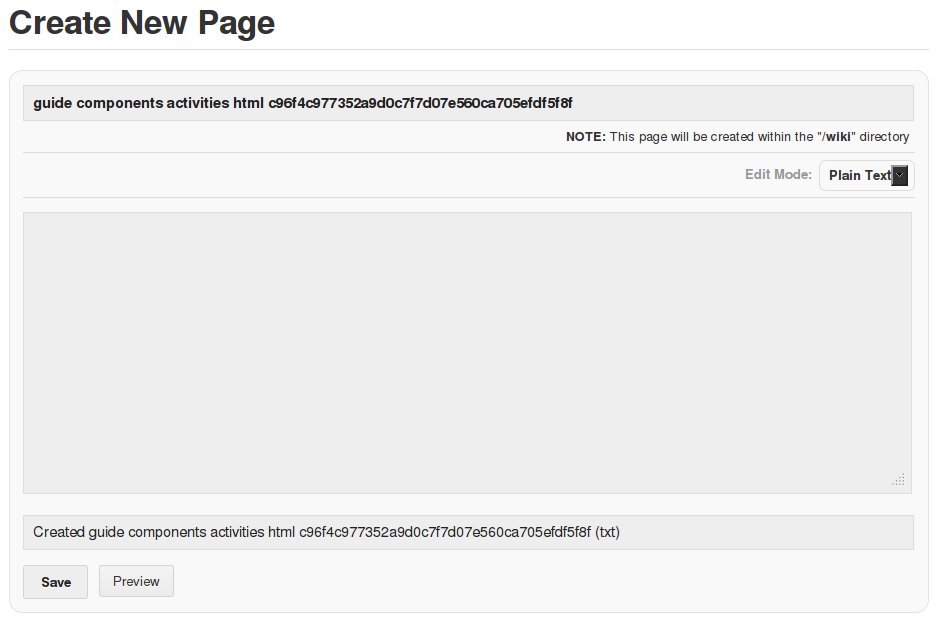 Create New Page
guide components activities html c96f4c977352a9d0c7f7d07e560ca705efdf5f8f
NOTE: This page will be created within the "/wiki" directory
Edit Mode: Plain Text
Created guide components activities html c96f4c977352a9d0c7f7d07e560ca705efdf5f8f (txt)
Save Preview